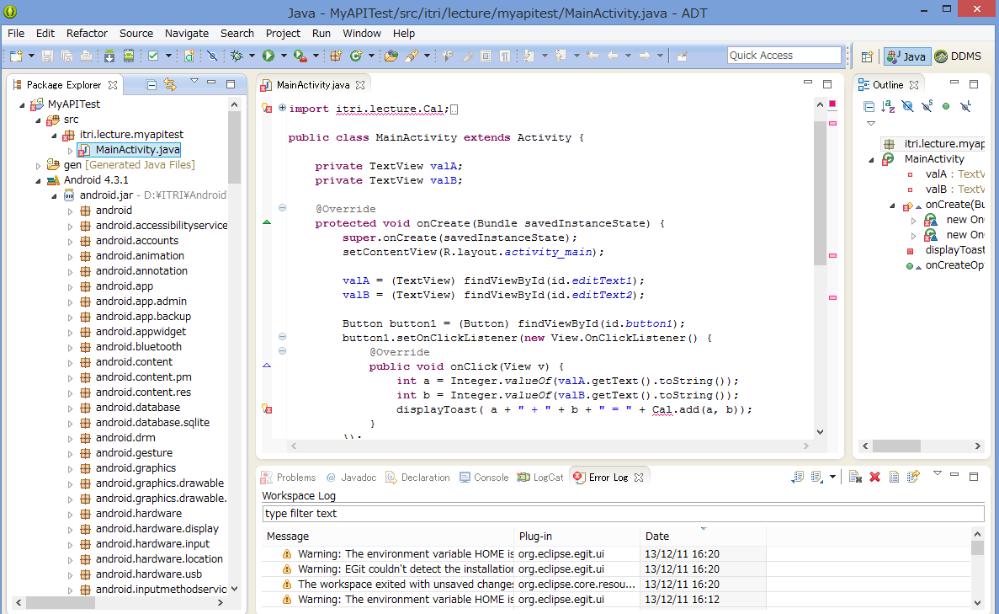 Java - MyAPITest/src/itri/lecture/myapitest/MainActivity.java - ADT
File Edit Refactor Source Navigate Search Project Run Window Help
Quick Access
Java
DDMS
Package Explorer
MyAPITest
src
itri.lecture.myapitest
MainActivity.java
gen [Generated Java Files]
Android 4.3.1
android.jar - D:¥ITRI¥Android
android
android.accessibilityservice
android.accounts
android.animation
android.annotation
android.app
android.app.admin
android.app.backup
android.appwidget
android.bluetooth
android.content
android.content.pm
android.content.res
android.database
android.database.sqlite
android.drm
android.gesture
android.graphics
android.graphics.drawable
android.graphics.drawable.
android.hardware
android.hardware.display
android.hardware.input
android.hardware.location
android.hardware.usb
android.inputmethodservic
MainActivity.java
import itri.lecture.Cal;
public class MainActivity extends Activity {
private TextView valA;
private TextView valB;
@Override
protected void onCreate(Bundle savedInstanceState) {
super.onCreate(savedInstanceState);
setContentView(R.layout.activity_main);
valA = (TextView) findViewById(id.editText1);
valB = (TextView) findViewById(id.editText2);
Button button1 = (Button) findViewById(id.button1);
button1.setOnClickListener(new View.OnClickListener() {
@Override
public void onClick(View v) {
int a = Integer.valueOf(valA.getText().toString());
int b = Integer.valueOf(valB.getText().toString());
displayToast( a + " + " + b + " = " + Cal.add(a, b));
}
});
Outline
itri.lecture.myap
MainActivity
valA : TextV
valB : TextV
onCreate(Bu
new On
new On
displayToast
onCreateOp
Problems @ Javadoc Declaration Console LogCat Error Log
Workspace Log
type filter text
Message Plug-in Date
Warning: The environment variable HOME is org.eclipse.egit.ui 13/12/11 16:20
Warning: EGit couldn't detect the installation org.eclipse.egit.ui 13/12/11 16:20
The workspace exited with unsaved changes org.eclipse.core.resou... 13/12/11 16:20
Warning: The environment variable HOME is org.eclipse.egit.ui 13/12/11 16:12